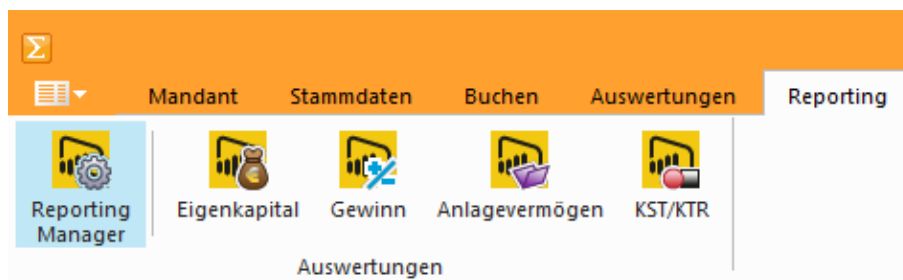 Σ
Mandant Stammdaten Buchen Auswertungen Reporting
Reporting Manager Eigenkapital Gewinn Anlagevermögen KST/KTR
Auswertungen